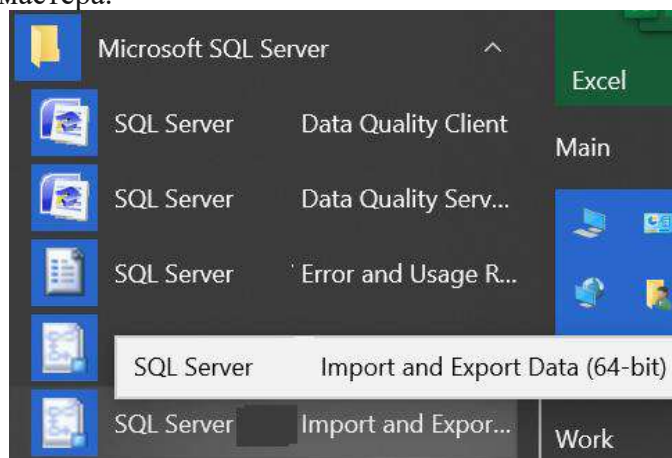 мастера.
Microsoft SQL Server
Excel
SQL Server Data Quality Client
Main
SQL Server Data Quality Serv...
SQL Server Error and Usage R...
SQL Server Import and Export Data (64-bit)
SQL Server Import and Expor...
Work